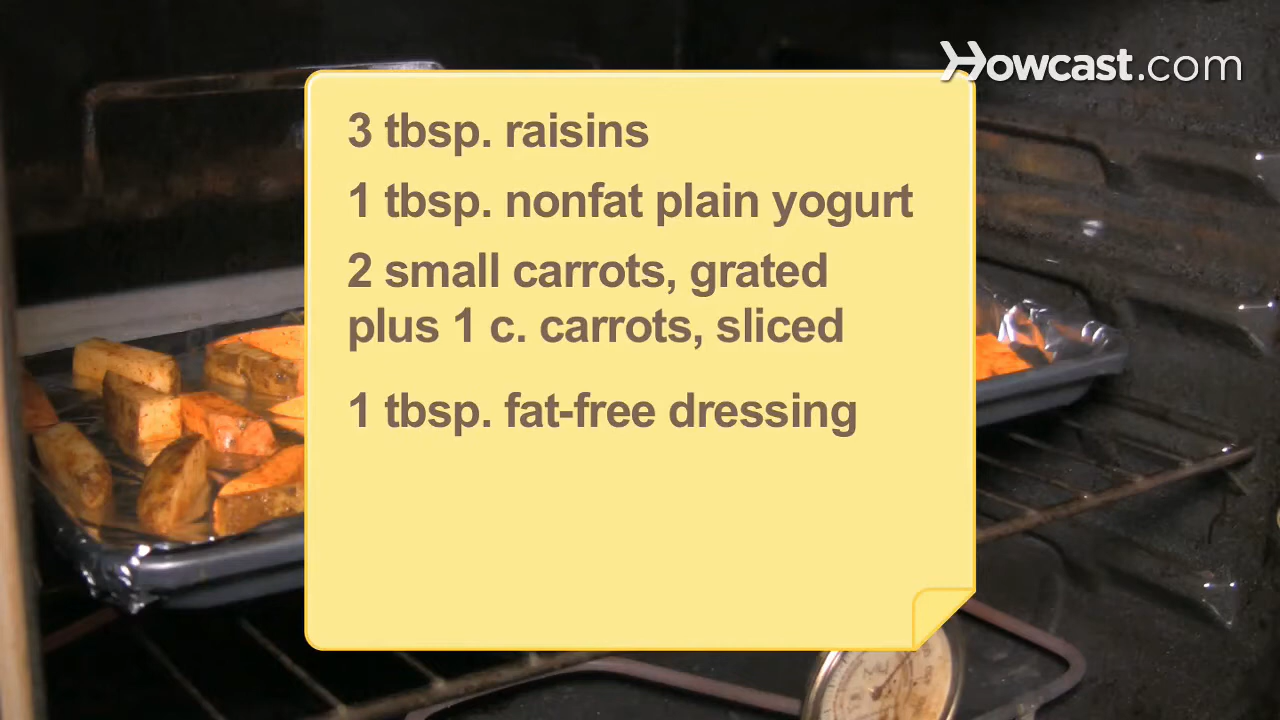 Howcast.com
3 tbsp. raisins
1 tbsp. nonfat plain yogurt
2 small carrots, grated
plus 1 c. carrots, sliced
1 tbsp. fat-free dressing